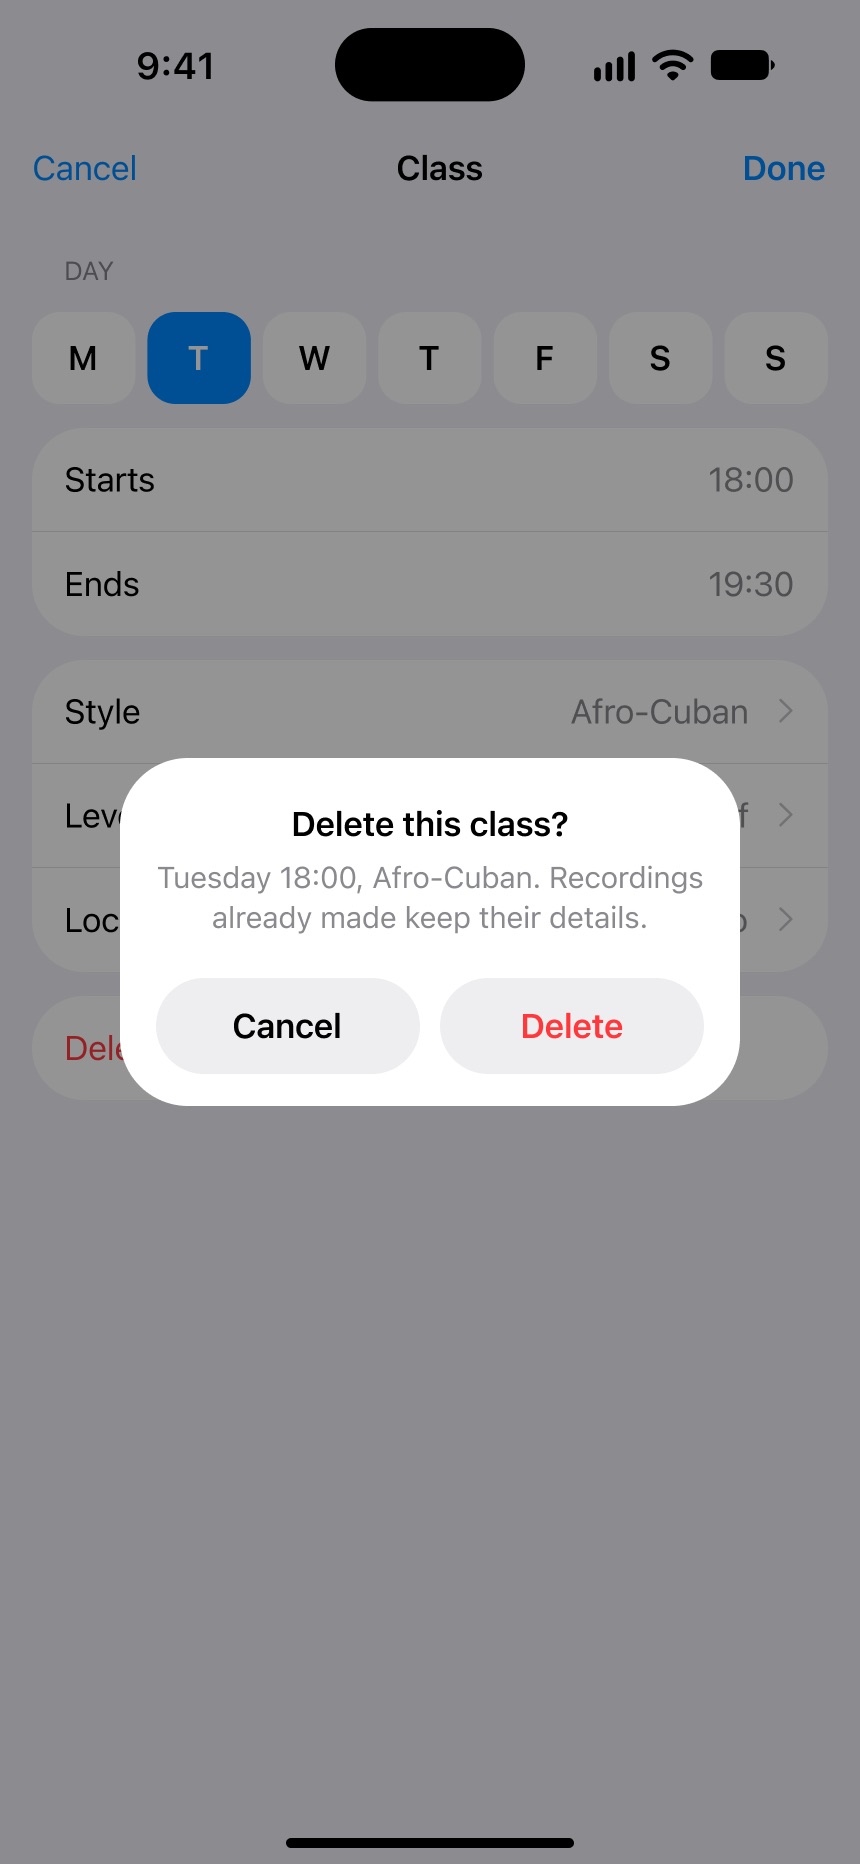 9:41
Cancel Class Done
DAY
M T W T F S S
Starts 18:00
Ends 19:30
Style Afro-Cuban
Delete this class?
Tuesday 18:00, Afro-Cuban. Recordings
already made keep their details.
Cancel Delete